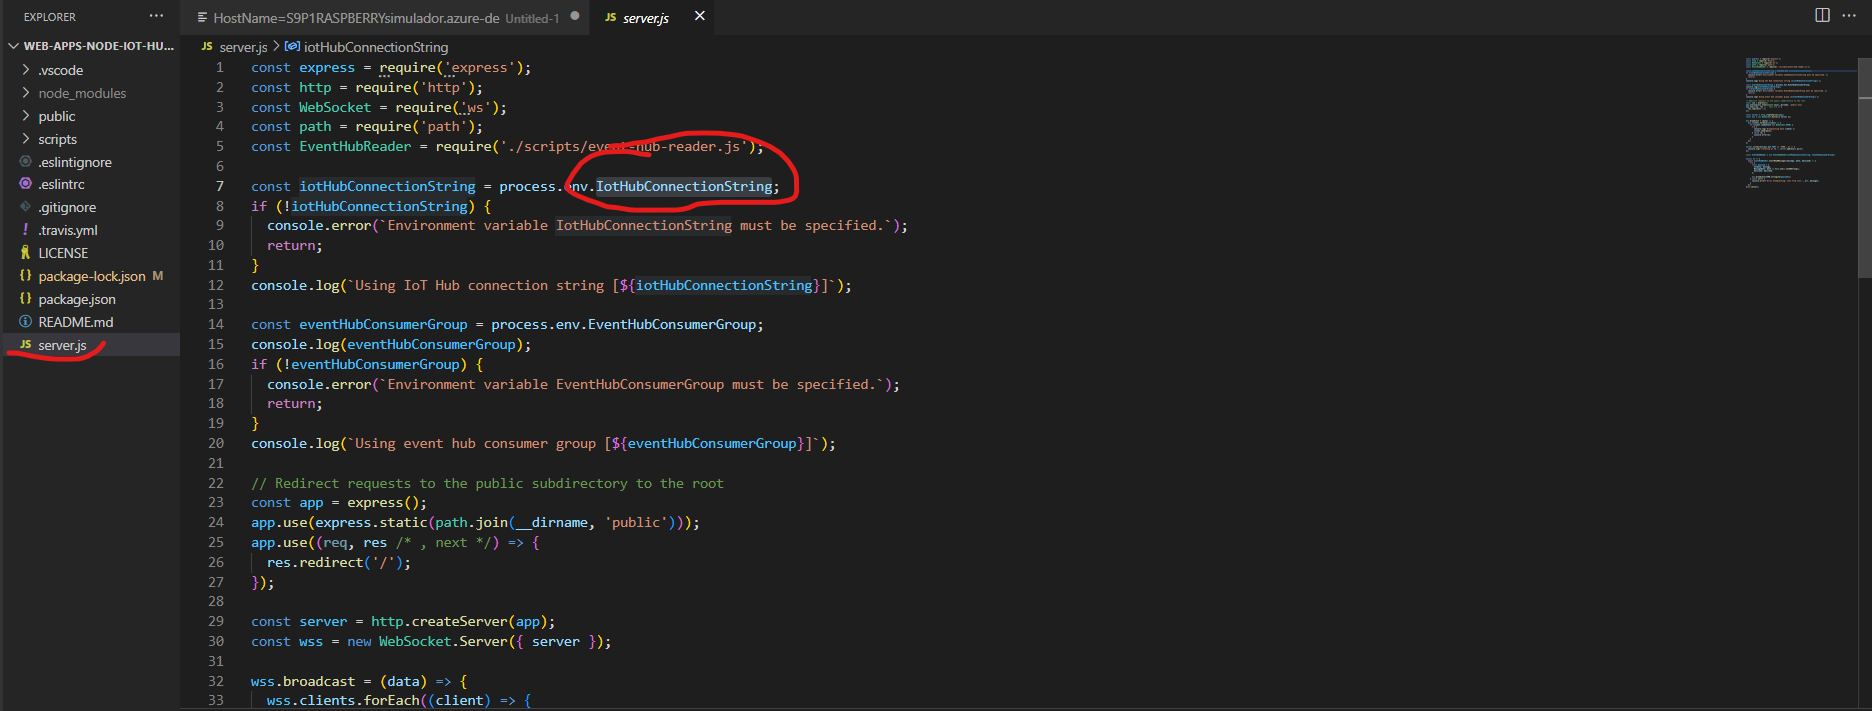 EXPLORER
HostName=S9P1RASPBERRYsimulador.azure-de Untitled-1
JS server.js
WEB-APPS-NODE-IOT-HU...
JS server.js > iotHubConnectionString
.vscode
node_modules
public
scripts
.eslintignore
.eslintrc
.gitignore
! .travis.yml
LICENSE
{} package-lock.json M
{} package.json
README.md
JS server.js
1 const express = require('express');
2 const http = require('http');
3 const WebSocket = require('ws');
4 const path = require('path');
5 const EventHubReader = require('./scripts/event-hub-reader.js');
6
7 const iotHubConnectionString = process.env.IotHubConnectionString;
8 if (!iotHubConnectionString) {
9 console.error(`Environment variable IotHubConnectionString must be specified.`);
10 return;
11 }
12 console.log(`Using IoT Hub connection string [${iotHubConnectionString}]`);
13
14 const eventHubConsumerGroup = process.env.EventHubConsumerGroup;
15 console.log(eventHubConsumerGroup);
16 if (!eventHubConsumerGroup) {
17 console.error(`Environment variable EventHubConsumerGroup must be specified.`);
18 return;
19 }
20 console.log(`Using event hub consumer group [${eventHubConsumerGroup}]`);
21
22 // Redirect requests to the public subdirectory to the root
23 const app = express();
24 app.use(express.static(path.join(__dirname, 'public')));
25 app.use((req, res /* , next */) => {
26 res.redirect('/');
27 });
28
29 const server = http.createServer(app);
30 const wss = new WebSocket.Server({ server });
31
32 wss.broadcast = (data) => {
33 wss.clients.forEach((client) => {